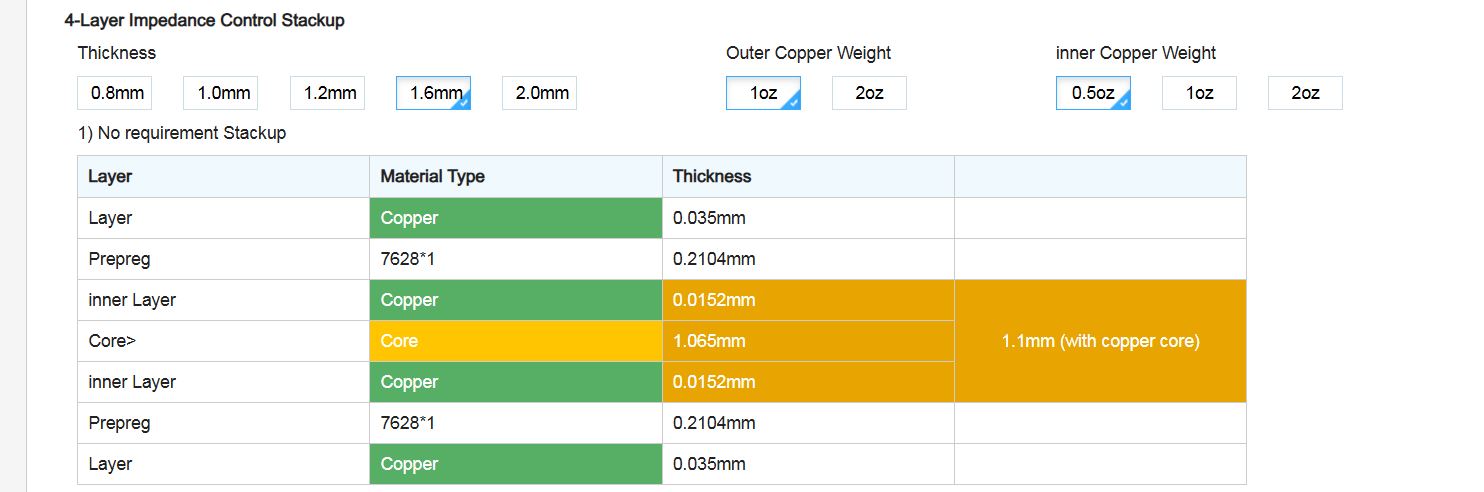 4-Layer Impedance Control Stackup
Thickness Outer Copper Weight inner Copper Weight
0.8mm 1.0mm 1.2mm 1.6mm 2.0mm 1oz 2oz 0.5oz 1oz 2oz
1) No requirement Stackup
Layer Material Type Thickness
Layer Copper 0.035mm
Prepreg 7628*1 0.2104mm
inner Layer Copper 0.0152mm
Core> Core 1.065mm 1.1mm (with copper core)
inner Layer Copper 0.0152mm
Prepreg 7628*1 0.2104mm
Layer Copper 0.035mm